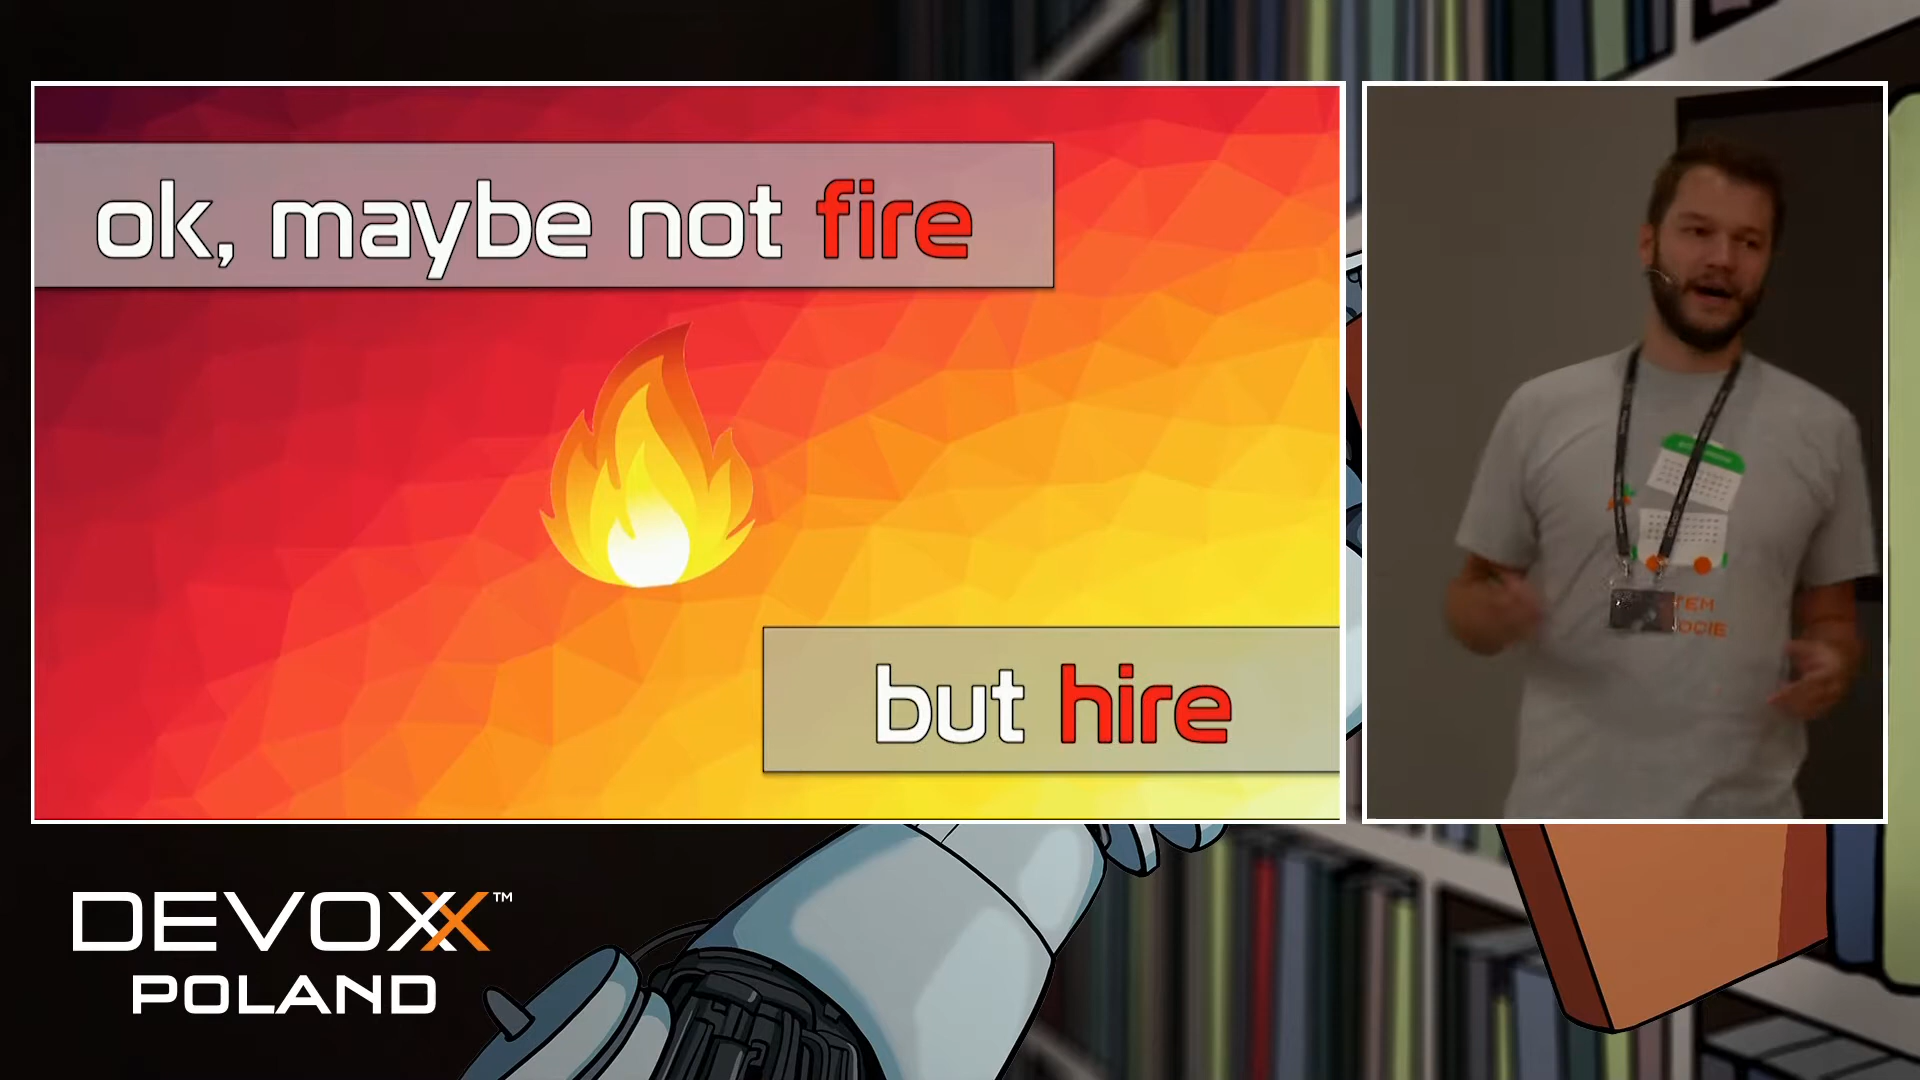 ok, maybe not fire
but hire
DEVOXX™
POLAND